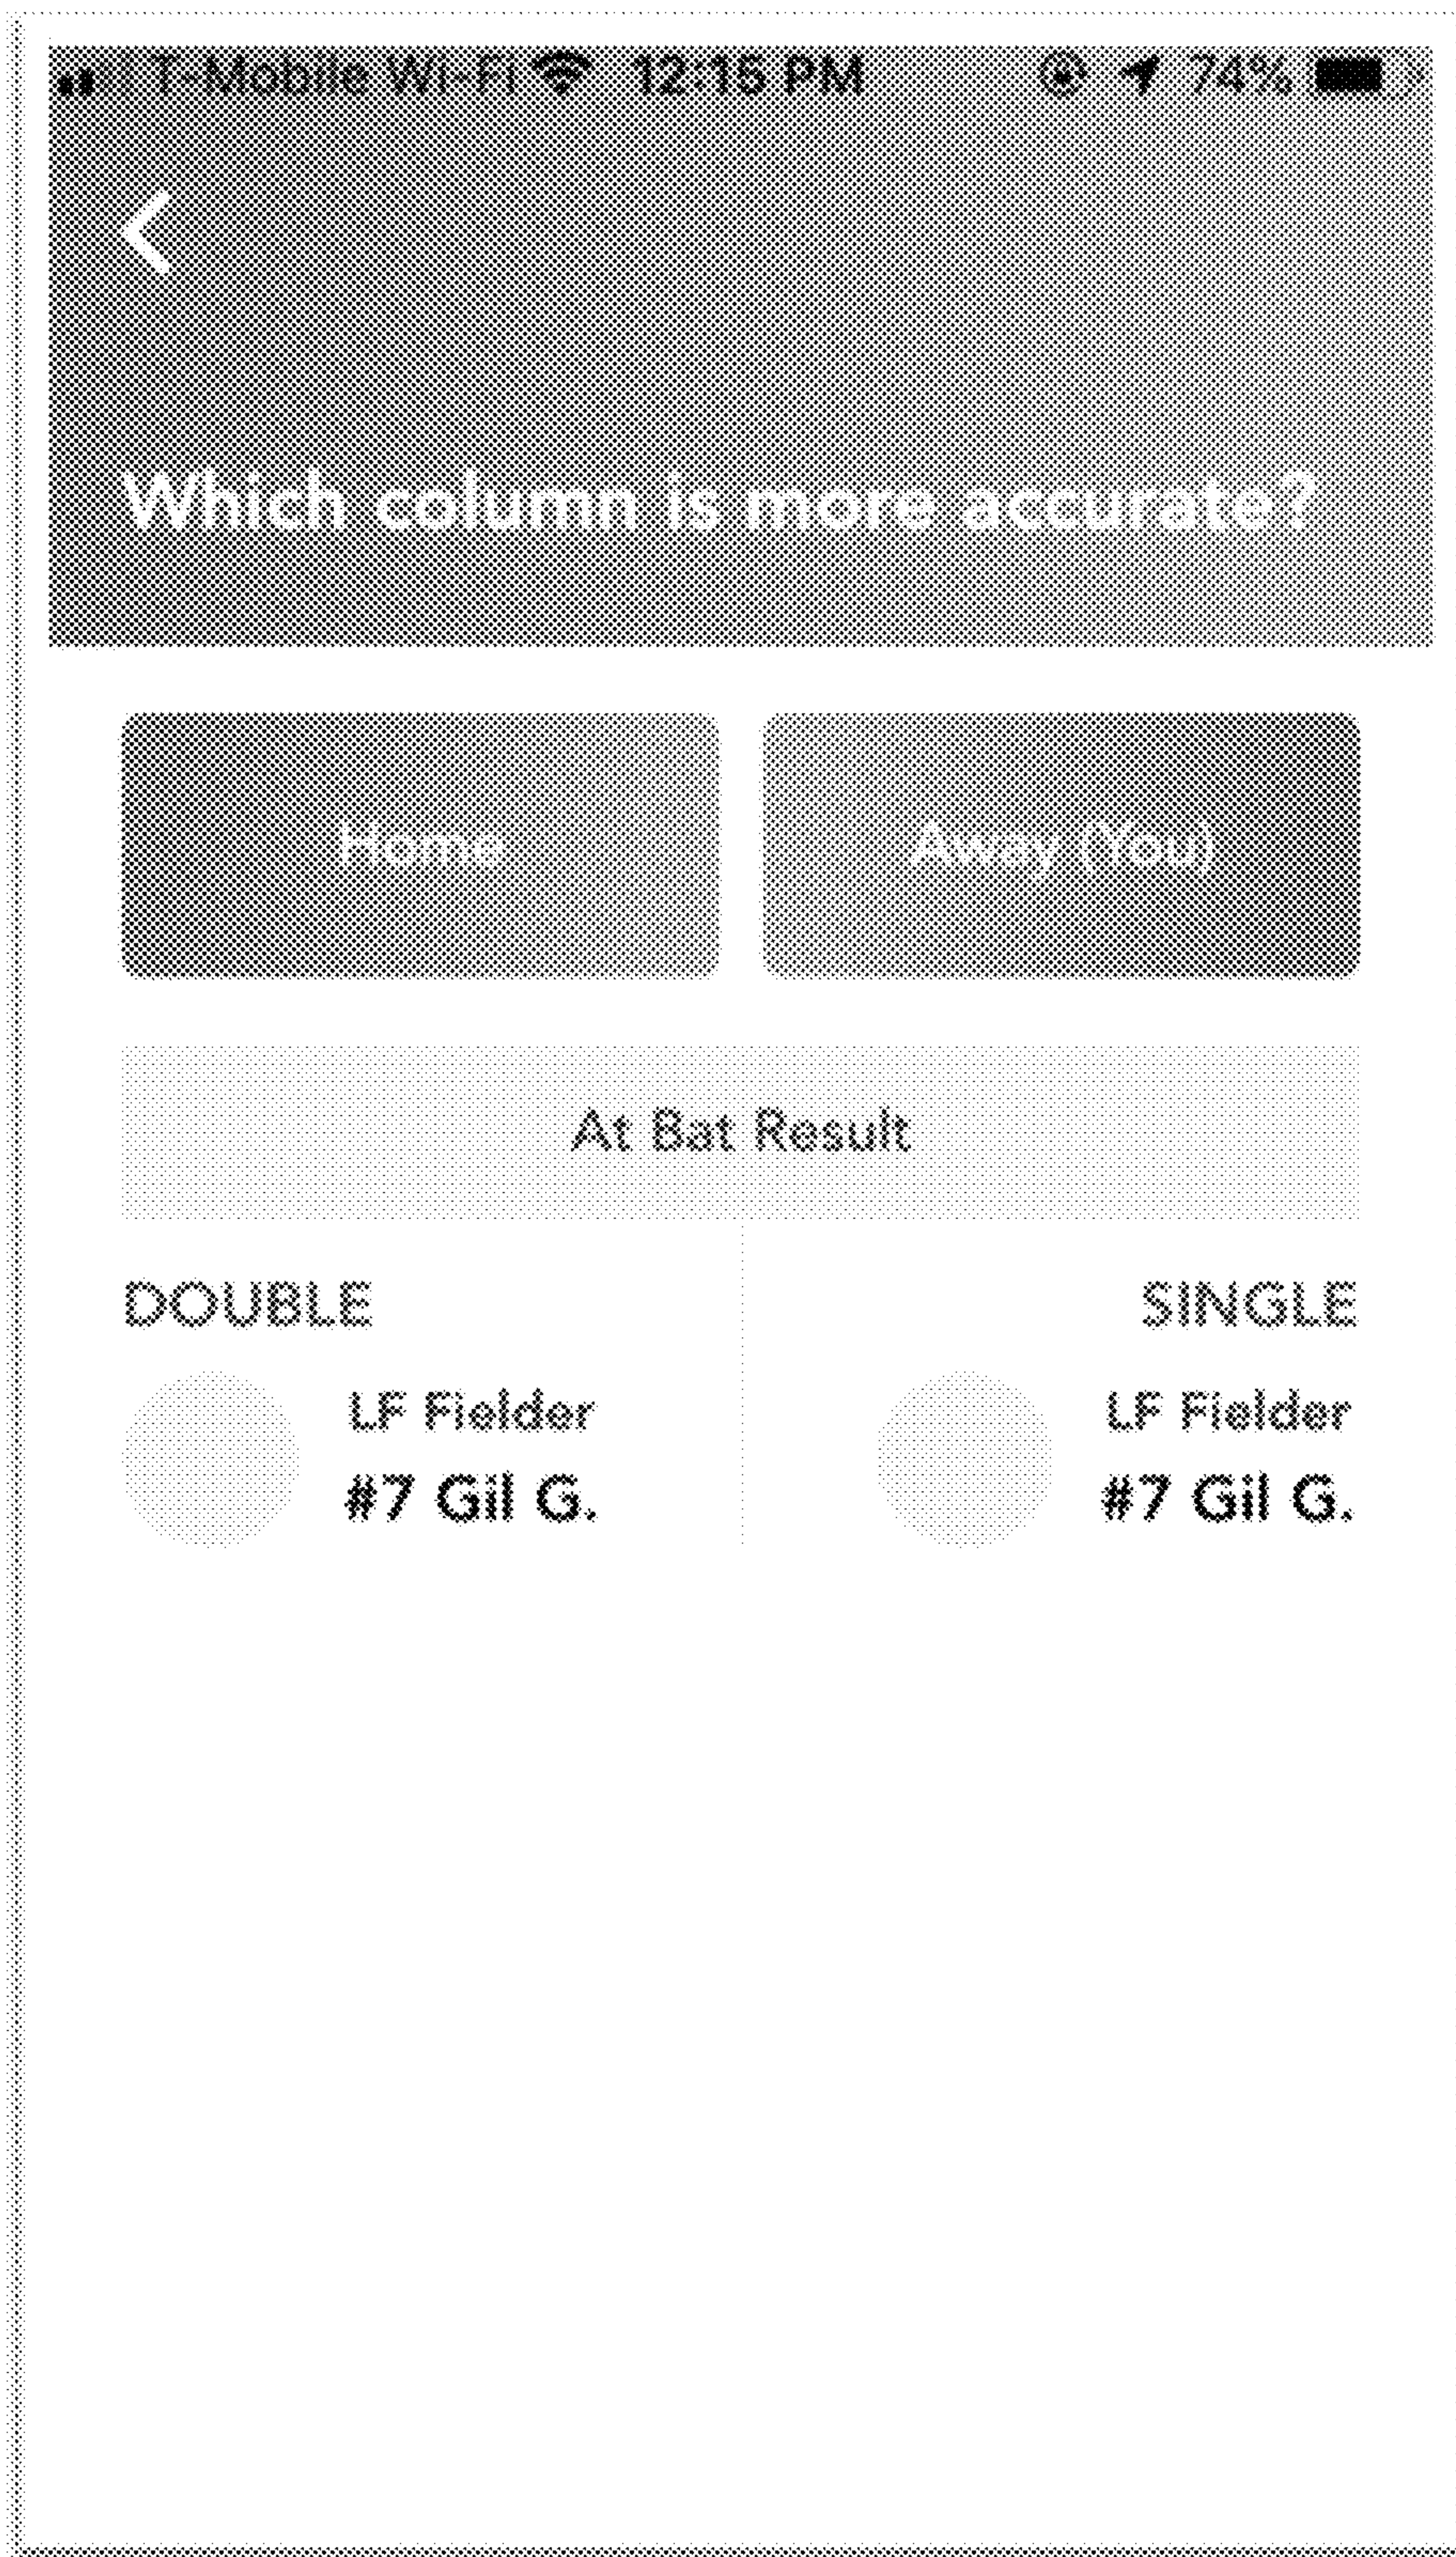 T-Mobile Wi-Fi 12:15 PM 74%
Which column is more accurate?
Home
Away (You)
At Bat Result
DOUBLE
SINGLE
LF Fielder
#7 Gil G.
LF Fielder
#7 Gil G.